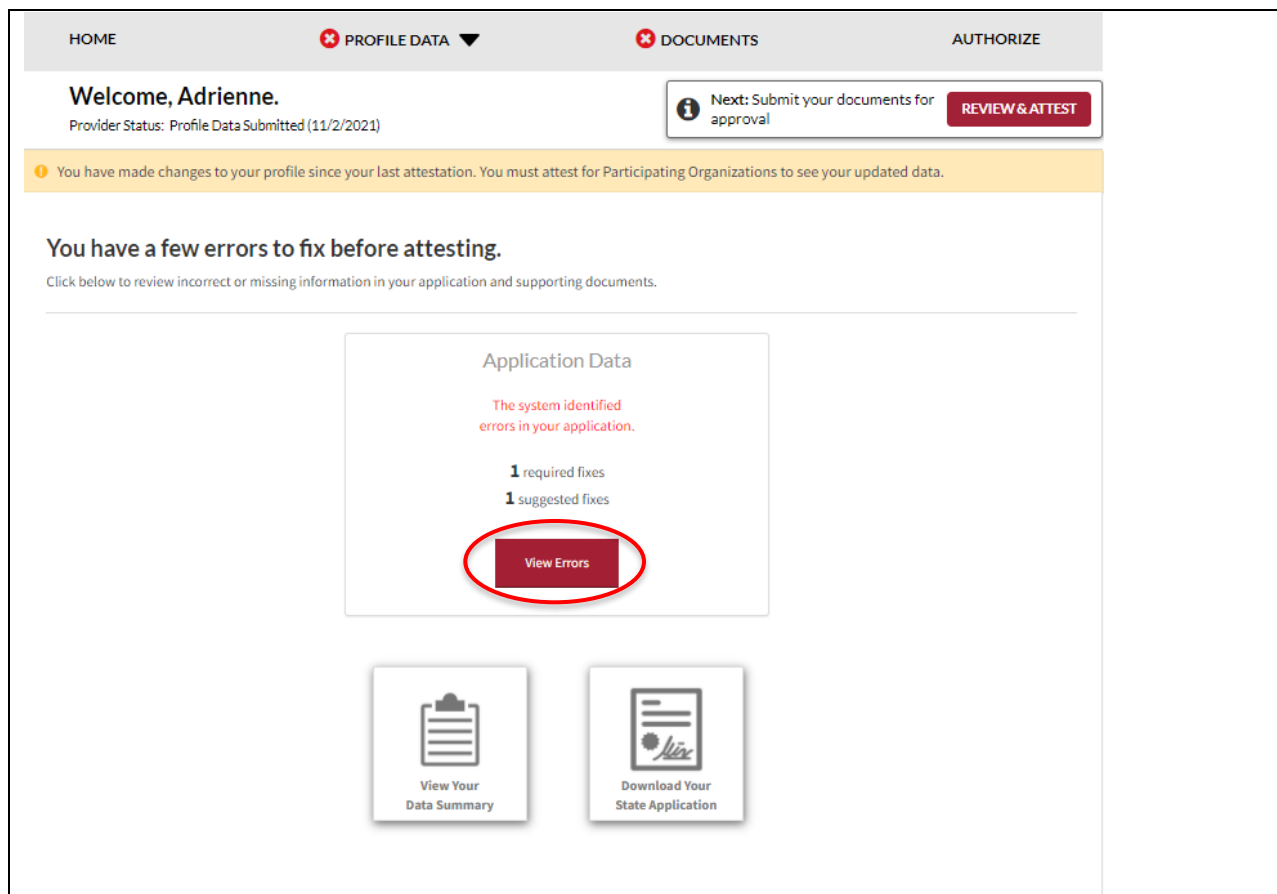 HOME
PROFILE DATA
DOCUMENTS
AUTHORIZE
Welcome, Adrienne.
Provider Status: Profile Data Submitted (11/2/2021)
Next: Submit your documents for
approval
REVIEW & ATTEST
You have made changes to your profile since your last attestation. You must attest for Participating Organizations to see your updated data.
You have a few errors to fix before attesting.
Click below to review incorrect or missing information in your application and supporting documents.
Application Data
The system identified
errors in your application.
1 required fixes
1 suggested fixes
View Errors
View Your
Data Summary
Download Your
State Application